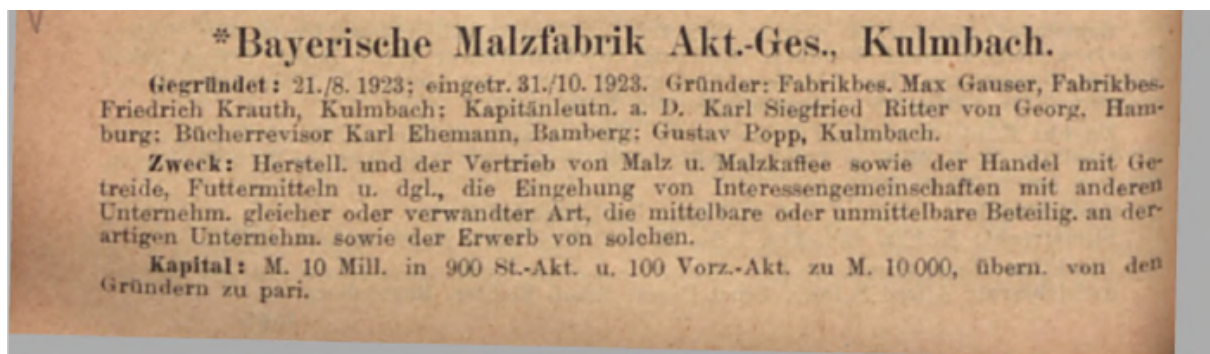 *Bayerische Malzfabrik Akt.-Ges., Kulmbach.
Gegründet: 21./8. 1923; eingetr. 31./10. 1923. Gründer: Fabrikbes. Max Gauser, Fabrikbes.
Friedrich Krauth, Kulmbach; Kapitänleutn. a. D. Karl Siegfried Ritter von Georg, Ham-
burg; Bücherrevisor Karl Ehemann, Bamberg; Gustav Popp, Kulmbach.
Zweck: Herstell. und der Vertrieb von Malz u. Malzkaffee sowie der Handel mit Ge-
treide, Futtermitteln u. dgl., die Eingehung von Interessengemeinschaften mit anderen
Unternehm. gleicher oder verwandter Art, die mittelbare oder unmittelbare Beteilig. an der-
artigen Unternehm. sowie der Erwerb von solchen.
Kapital: M. 10 Mill. in 900 St.-Akt. u. 100 Vorz.-Akt. zu M. 10000, übern. von den
Gründern zu pari.